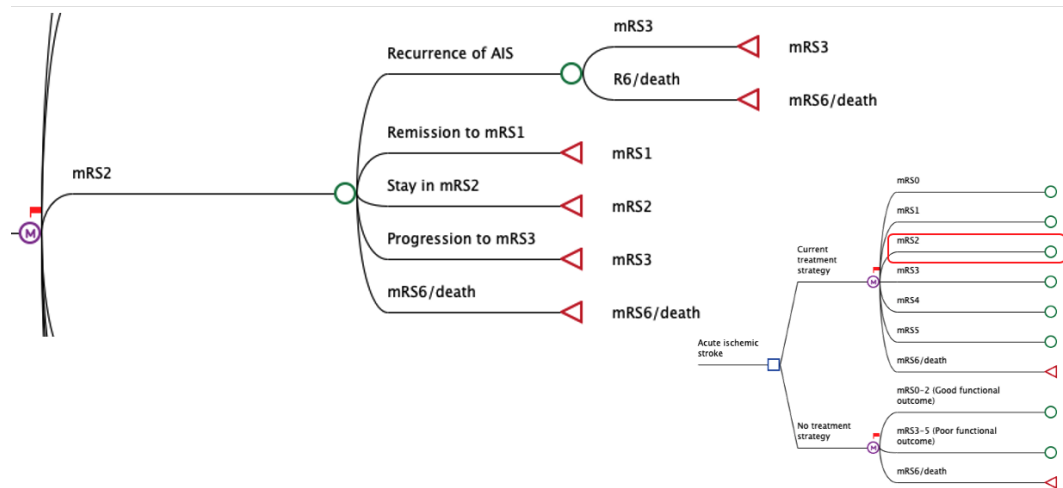 mRS3
mRS3
Recurrence of AIS
R6/death
mRS6/death
Remission to mRS1
mRS1
mRS2
Stay in mRS2
mRS2
Progression to mRS3
mRS3
mRS6/death
mRS6/death
M
mRS0
mRS1
mRS2
Current
treatment
strategy
mRS3
M
mRS4
mRS5
Acute ischemic
stroke
mRS6/death
mRS0-2 (Good functional
outcome)
No treatment
strategy
mRS3-5 (Poor functional
outcome)
M
mRS6/death